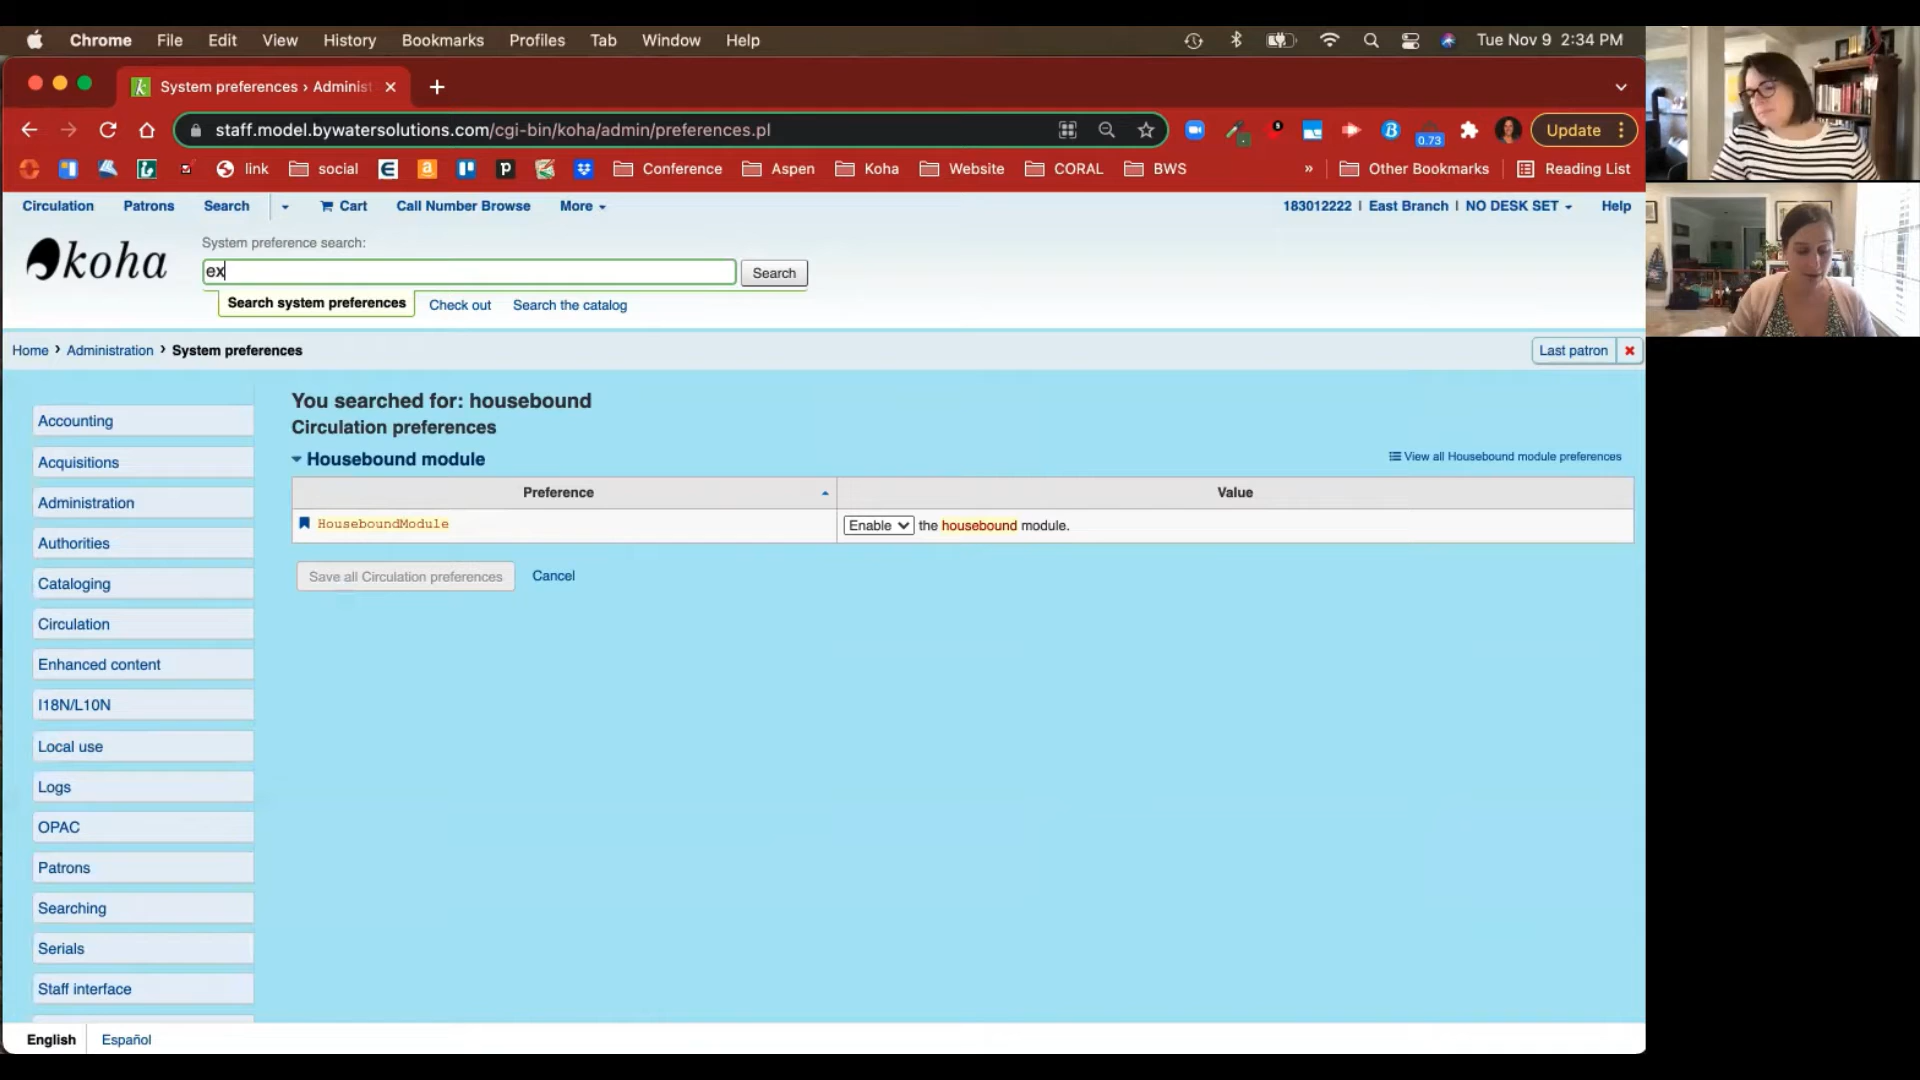 Chrome File Edit View History Bookmarks Profiles Tab Window Help Tue Nov 9 2:34 PM
System preferences › Administ
staff.model.bywatersolutions.com/cgi-bin/koha/admin/preferences.pl Update
link social Conference Aspen Koha Website CORAL BWS » Other Bookmarks Reading List
0.73
Circulation Patrons Search Cart Call Number Browse More 183012222 | East Branch | NO DESK SET Help
koha
System preference search:
ex
Search
Search system preferences Check out Search the catalog
Home › Administration › System preferences Last patron
Accounting
Acquisitions
Administration
Authorities
Cataloging
Circulation
Enhanced content
I18N/L10N
Local use
Logs
OPAC
Patrons
Searching
Serials
Staff interface
You searched for: housebound
Circulation preferences
Housebound module
View all Housebound module preferences
Preference Value
HouseboundModule Enable the housebound module.
Save all Circulation preferences Cancel
English Español